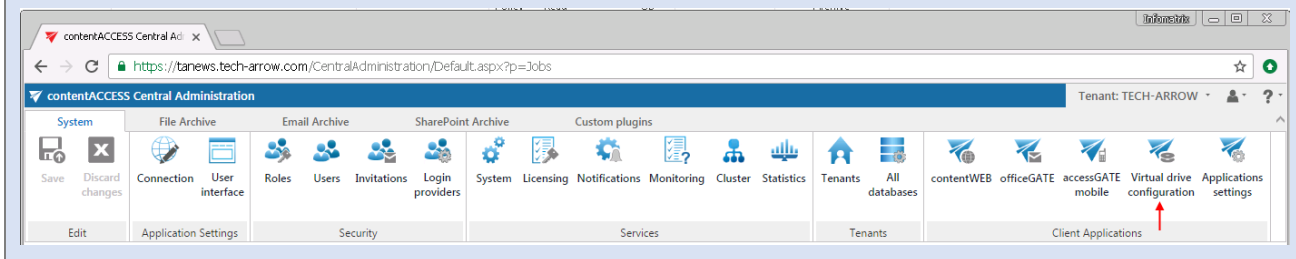 Infomatrix
contentACCESS Central Ad
https://tanews.tech-arrow.com/CentralAdministration/Default.aspx?p=Jobs
contentACCESS Central Administration
Tenant: TECH-ARROW
?
System File Archive Email Archive SharePoint Archive Custom plugins
Save Discard changes Connection User interface Roles Users Invitations Login providers System Licensing Notifications Monitoring Cluster Statistics Tenants All databases contentWEB officeGATE accessGATE mobile Virtual drive configuration Applications settings
Edit Application Settings Security Services Tenants Client Applications